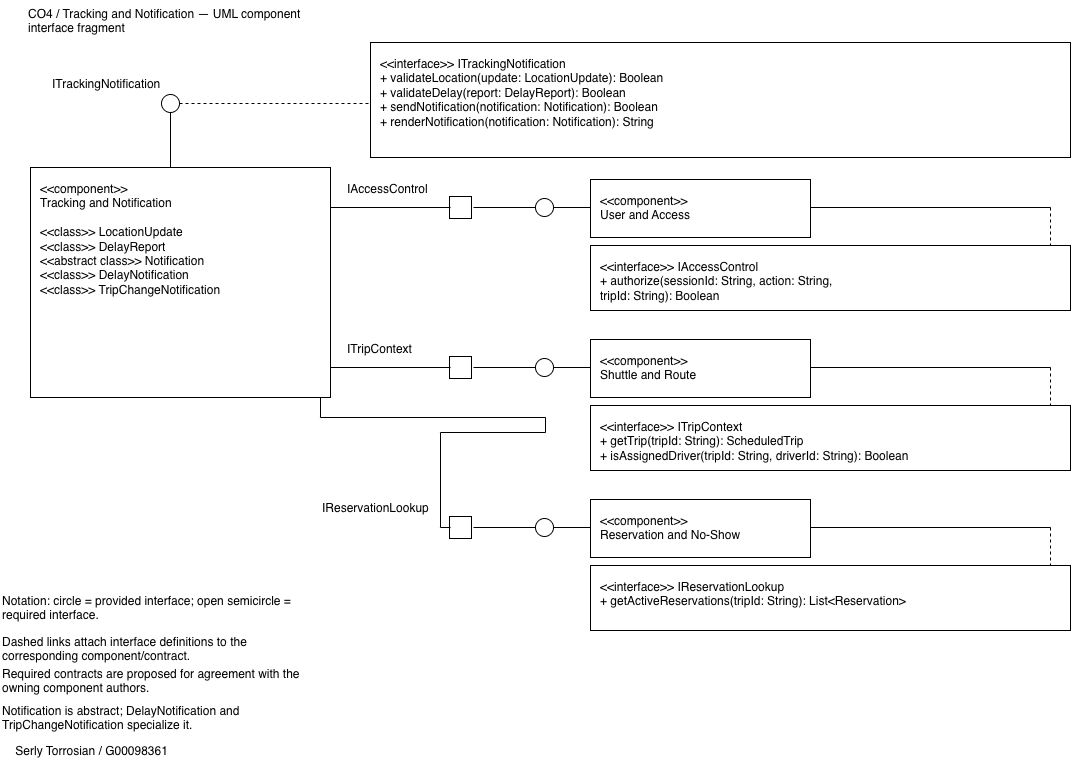 CO4 / Tracking and Notification — UML component
interface fragment
ITrackingNotification
<<interface>> ITrackingNotification
+ validateLocation(update: LocationUpdate): Boolean
+ validateDelay(report: DelayReport): Boolean
+ sendNotification(notification: Notification): Boolean
+ renderNotification(notification: Notification): String
<<component>>
Tracking and Notification
<<class>> LocationUpdate
<<class>> DelayReport
<<abstract class>> Notification
<<class>> DelayNotification
<<class>> TripChangeNotification
IAccessControl
<<component>>
User and Access
<<interface>> IAccessControl
+ authorize(sessionId: String, action: String,
tripId: String): Boolean
ITripContext
<<component>>
Shuttle and Route
<<interface>> ITripContext
+ getTrip(tripId: String): ScheduledTrip
+ isAssignedDriver(tripId: String, driverId: String): Boolean
IReservationLookup
<<component>>
Reservation and No-Show
<<interface>> IReservationLookup
+ getActiveReservations(tripId: String): List<Reservation>
Notation: circle = provided interface; open semicircle =
required interface.
Dashed links attach interface definitions to the
corresponding component/contract.
Required contracts are proposed for agreement with the
owning component authors.
Notification is abstract; DelayNotification and
TripChangeNotification specialize it.
Serly Torrosian / G00098361